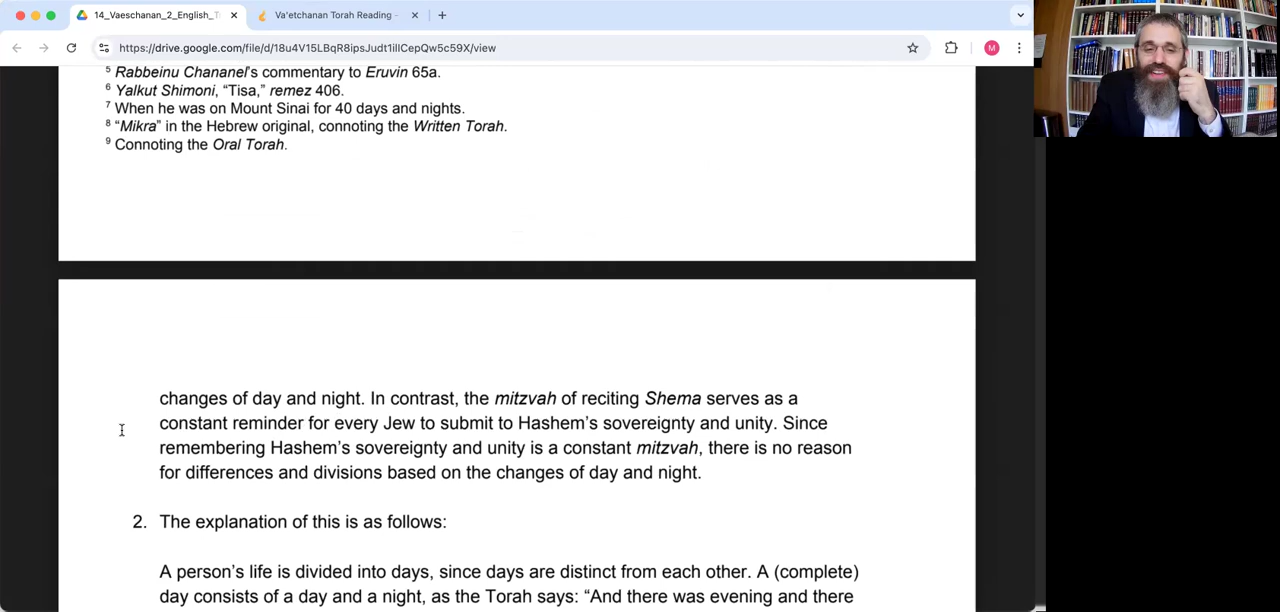 14_Vaeschanan_2_English_T
Va'etchanan Torah Reading -
https://drive.google.com/file/d/18u4V15LBqR8ipsJudt1iIlCepQw5c59X/view
M
5 Rabbeinu Chananel's commentary to Eruvin 65a.
6 Yalkut Shimoni, “Tisa,” remez 406.
7 When he was on Mount Sinai for 40 days and nights.
8 “Mikra” in the Hebrew original, connoting the Written Torah.
9 Connoting the Oral Torah.
changes of day and night. In contrast, the mitzvah of reciting Shema serves as a
constant reminder for every Jew to submit to Hashem's sovereignty and unity. Since
remembering Hashem's sovereignty and unity is a constant mitzvah, there is no reason
for differences and divisions based on the changes of day and night.
2. The explanation of this is as follows:
A person's life is divided into days, since days are distinct from each other. A (complete)
day consists of a day and a night, as the Torah says: “And there was evening and there